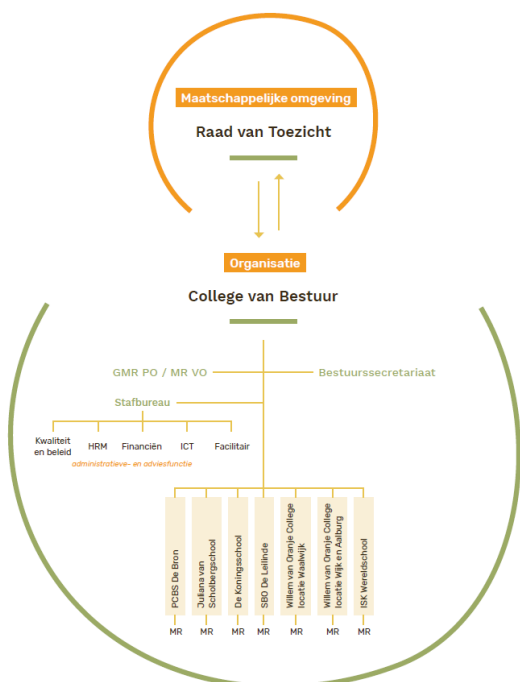 Maatschappelijke omgeving
Raad van Toezicht
Organisatie
College van Bestuur
GMR PO / MR VO
Bestuurssecretariaat
Stafbureau
Kwaliteit
en beleid
HRM
Financiën
ICT
Facilitair
administratieve- en adviesfunctie
PCBS De Bron
Juliana van
Scholbergschool
De Koningsschool
SBO De Leilinde
Willem van Oranje College
locatie Waalwijk
Willem van Oranje College
locatie Wijk en Aalburg
ISK Wereldschool
MR
MR
MR
MR
MR
MR
MR